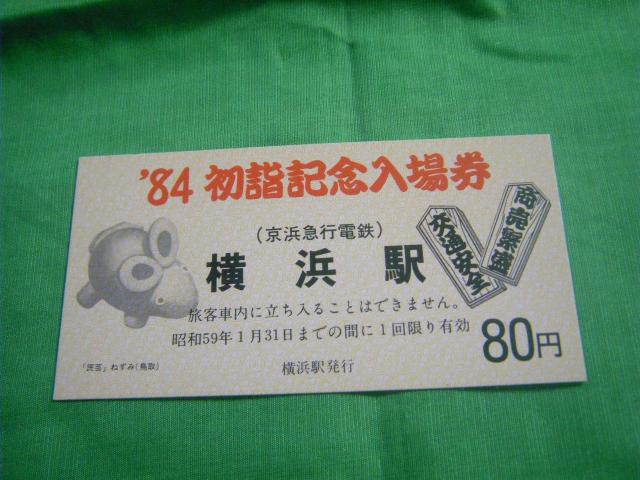 '84 初詣記念入場券
(京浜急行電鉄)
横浜駅
交通安全
商売繁盛
旅客車内に立ち入ることはできません。
昭和59年1月31日までの間に1回限り有効
80円
「民芸」ねずみ(鳥取)
横浜駅発行